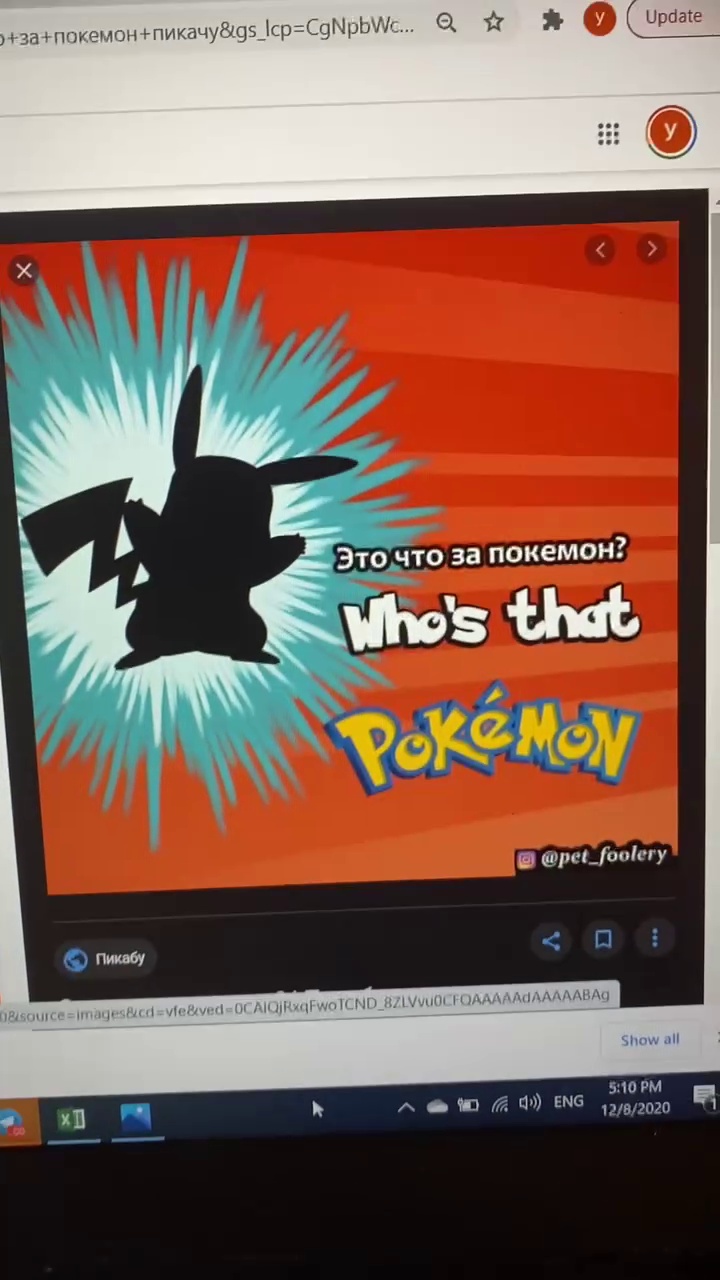 о+за+покемон+пикачу&gs_lcp=CgNpbWc...
y
Update
y
Это что за покемон?
Who's that
POKéMON
@pet_foolery
Пикабу
0&source=images&cd=vfe&ved=0CAIQjRxqFwoTCND_8ZLVvu0CFQAAAAAdAAAAABAg
Show all
ENG
5:10 PM
12/8/2020
1